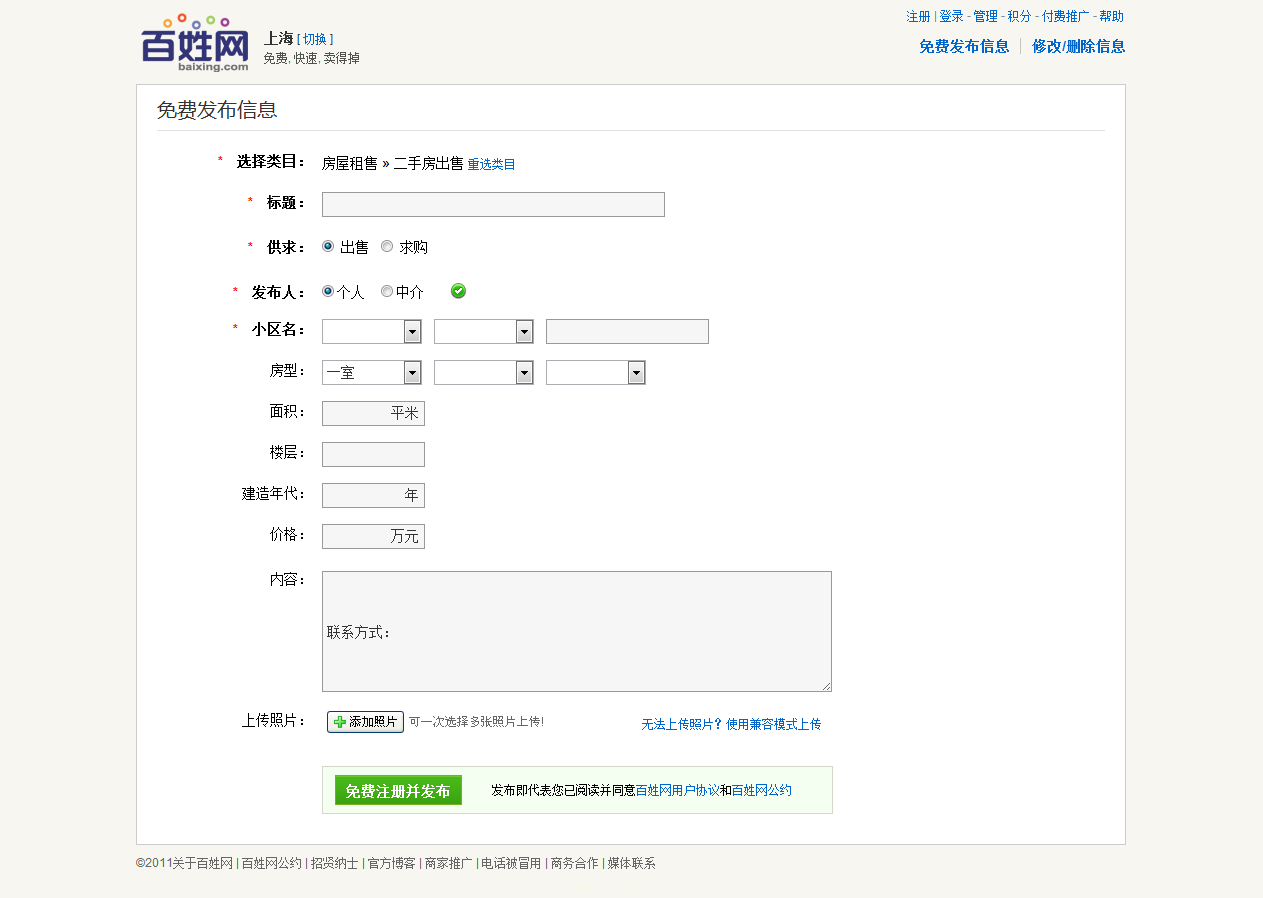 注册 | 登录 - 管理 - 积分 - 付费推广 - 帮助
百姓网
baixing.com
上海 [ 切换 ]
免费, 快速, 卖得掉
免费发布信息 | 修改/删除信息
免费发布信息
* 选择类目： 房屋租售 » 二手房出售 重选类目
* 标题：
* 供求： 出售 求购
* 发布人： 个人 中介
* 小区名：
房型： 一室
面积： 平米
楼层：
建造年代： 年
价格： 万元
内容：
联系方式：
上传照片： 添加照片 可一次选择多张照片上传! 无法上传照片？使用兼容模式上传
免费注册并发布 发布即代表您已阅读并同意百姓网用户协议和百姓网公约
©2011关于百姓网 | 百姓网公约 | 招贤纳士 | 官方博客 | 商家推广 | 电话被冒用 | 商务合作 | 媒体联系